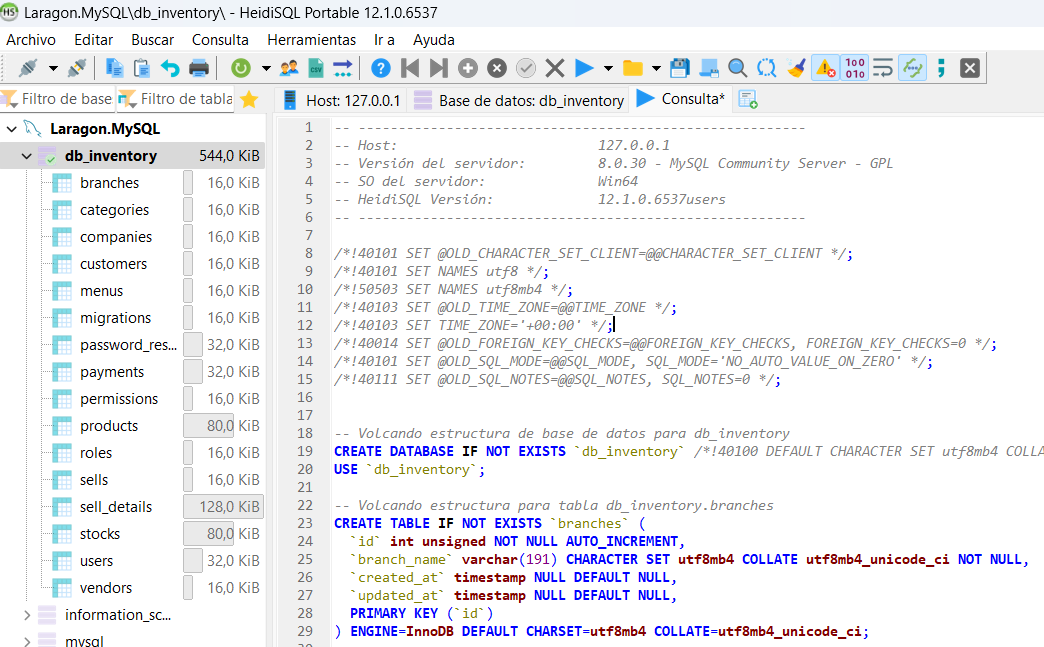 HS Laragon.MySQL\db_inventory\ - HeidiSQL Portable 12.1.0.6537
Archivo Editar Buscar Consulta Herramientas Ir a Ayuda
Filtro de base Filtro de tabla Host: 127.0.0.1 Base de datos: db_inventory Consulta*
Laragon.MySQL
db_inventory 544,0 KiB
branches 16,0 KiB
categories 16,0 KiB
companies 16,0 KiB
customers 16,0 KiB
menus 16,0 KiB
migrations 16,0 KiB
password_res... 32,0 KiB
payments 32,0 KiB
permissions 16,0 KiB
products 80,0 KiB
roles 16,0 KiB
sells 16,0 KiB
sell_details 128,0 KiB
stocks 80,0 KiB
users 32,0 KiB
vendors 16,0 KiB
information_sc...
mysql
1 -- --------------------------------------------------------
2 -- Host: 127.0.0.1
3 -- Versión del servidor: 8.0.30 - MySQL Community Server - GPL
4 -- SO del servidor: Win64
5 -- HeidiSQL Versión: 12.1.0.6537users
6 -- --------------------------------------------------------
7
8 /*!40101 SET @OLD_CHARACTER_SET_CLIENT=@@CHARACTER_SET_CLIENT */;
9 /*!40101 SET NAMES utf8 */;
10 /*!50503 SET NAMES utf8mb4 */;
11 /*!40103 SET @OLD_TIME_ZONE=@@TIME_ZONE */;
12 /*!40103 SET TIME_ZONE='+00:00' */;
13 /*!40014 SET @OLD_FOREIGN_KEY_CHECKS=@@FOREIGN_KEY_CHECKS, FOREIGN_KEY_CHECKS=0 */;
14 /*!40101 SET @OLD_SQL_MODE=@@SQL_MODE, SQL_MODE='NO_AUTO_VALUE_ON_ZERO' */;
15 /*!40111 SET @OLD_SQL_NOTES=@@SQL_NOTES, SQL_NOTES=0 */;
16
17
18 -- Volcando estructura de base de datos para db_inventory
19 CREATE DATABASE IF NOT EXISTS `db_inventory` /*!40100 DEFAULT CHARACTER SET utf8mb4 COLLA
20 USE `db_inventory`;
21
22 -- Volcando estructura para tabla db_inventory.branches
23 CREATE TABLE IF NOT EXISTS `branches` (
24 `id` int unsigned NOT NULL AUTO_INCREMENT,
25 `branch_name` varchar(191) CHARACTER SET utf8mb4 COLLATE utf8mb4_unicode_ci NOT NULL,
26 `created_at` timestamp NULL DEFAULT NULL,
27 `updated_at` timestamp NULL DEFAULT NULL,
28 PRIMARY KEY (`id`)
29 ) ENGINE=InnoDB DEFAULT CHARSET=utf8mb4 COLLATE=utf8mb4_unicode_ci;